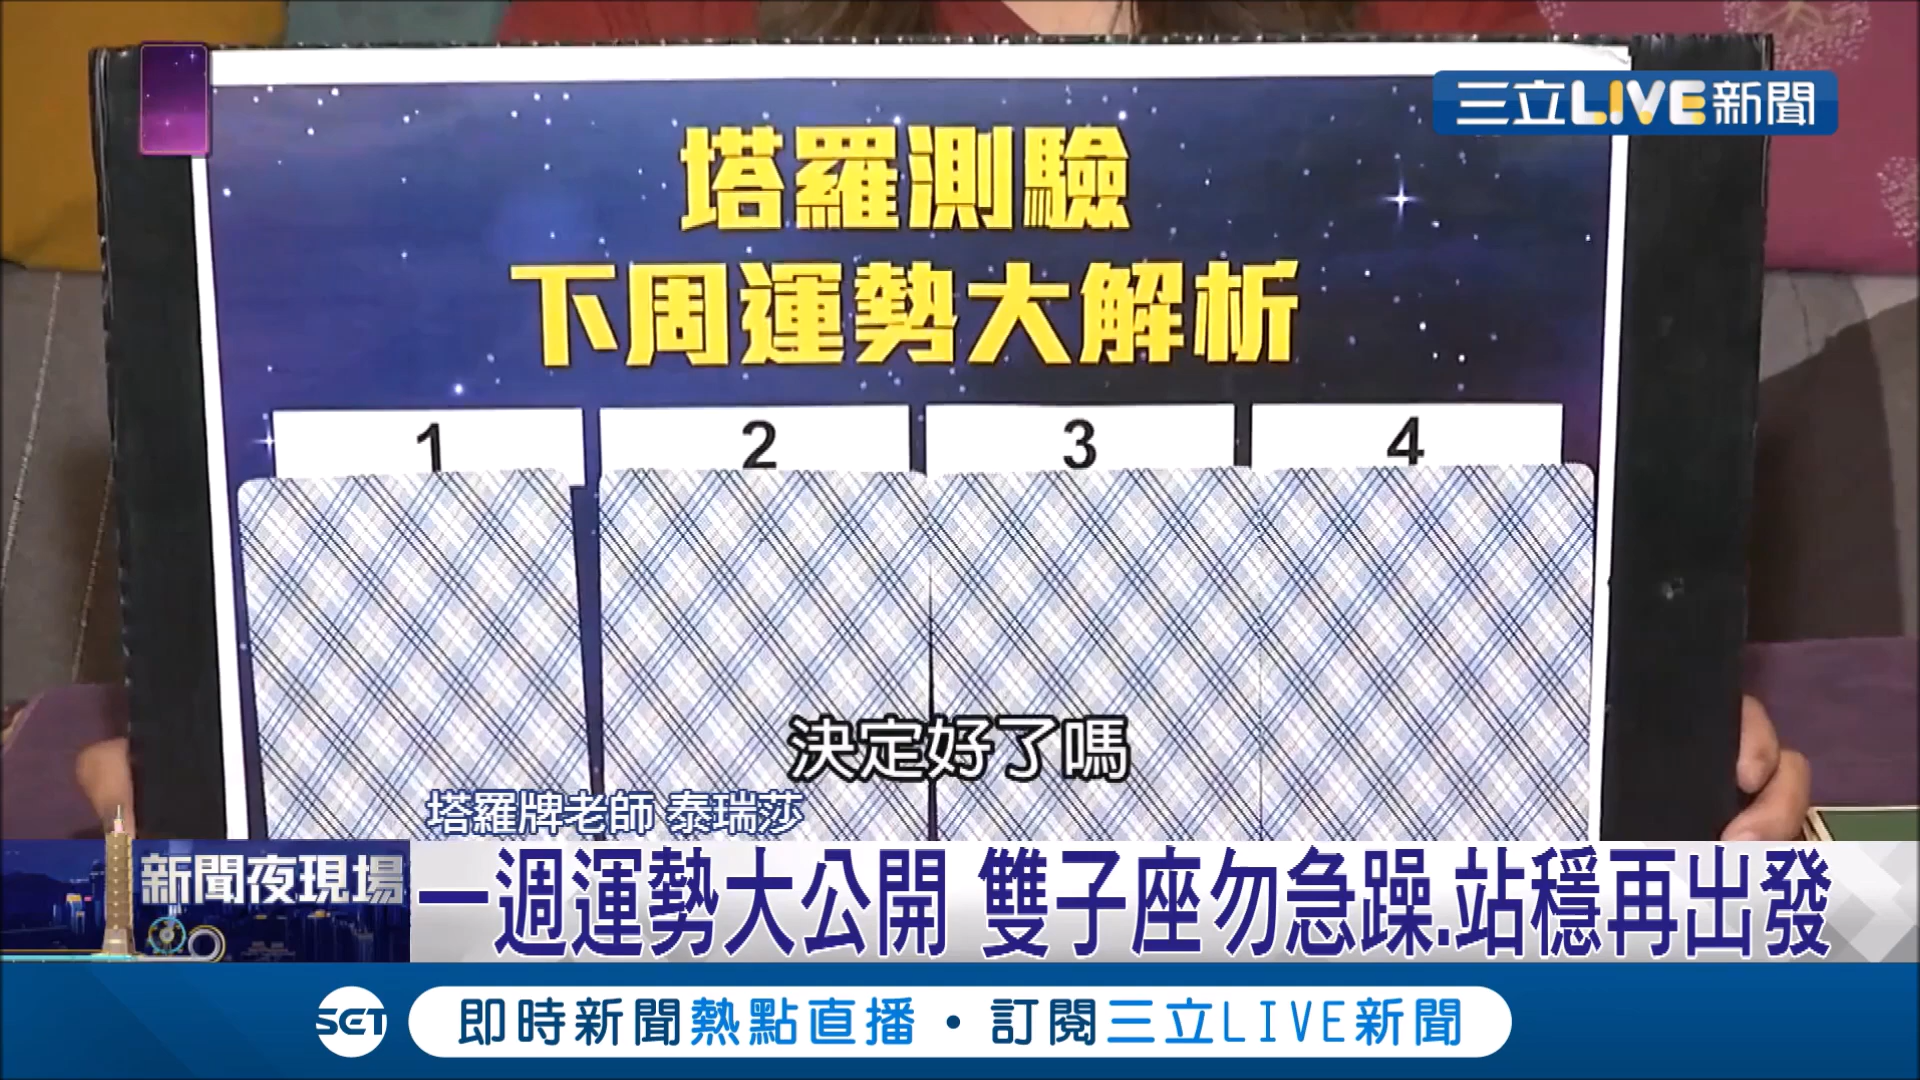 三立LIVE新聞
塔羅測驗
下周運勢大解析
1 2 3 4
決定好了嗎
塔羅牌老師 泰瑞莎
新聞夜現場
一週運勢大公開 雙子座勿急躁.站穩再出發
SET 即時新聞熱點直播・訂閱三立LIVE新聞